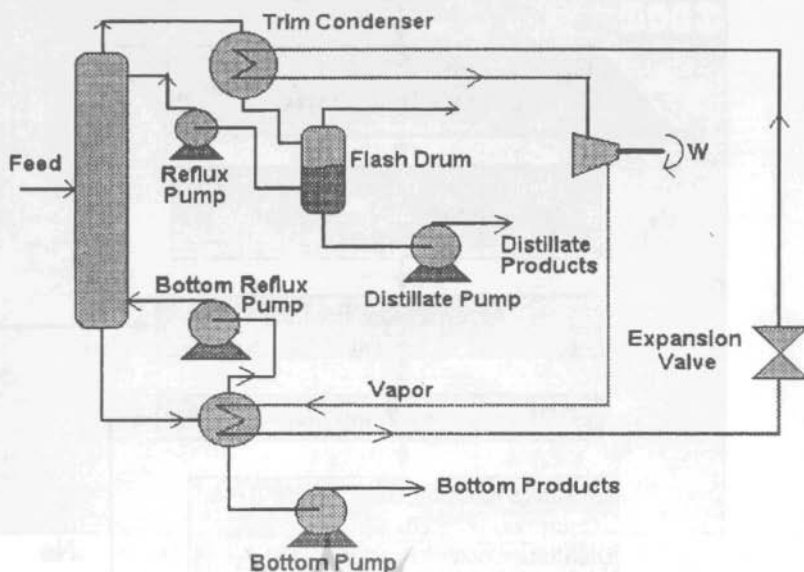 Trim Condenser
Feed
Reflux
Pump
Flash Drum
W
Distillate
Products
Distillate Pump
Bottom Reflux
Pump
Expansion
Valve
Vapor
Bottom Products
Bottom Pump